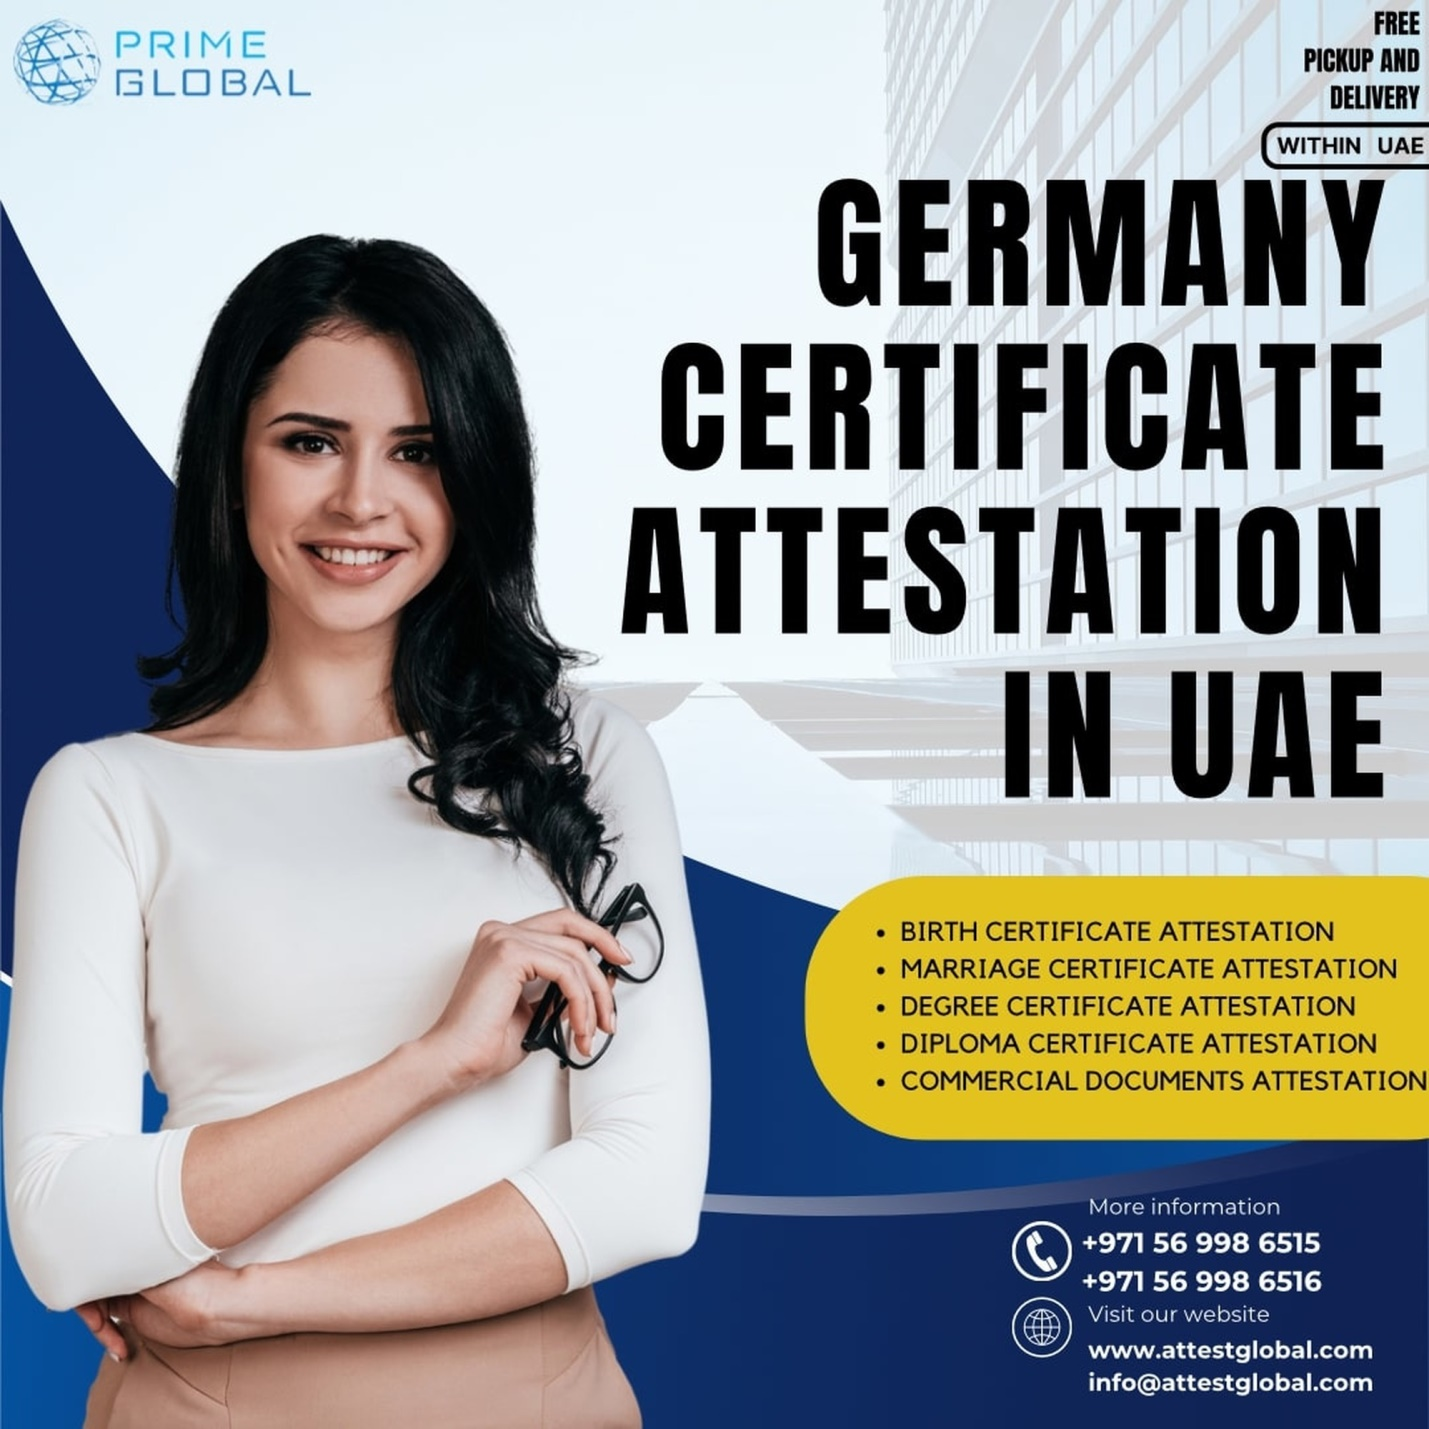 PRIME
GLOBAL
FREE
PICKUP AND
DELIVERY
WITHIN UAE
GERMANY
CERTIFICATE
ATTESTATION
IN UAE
• BIRTH CERTIFICATE ATTESTATION
• MARRIAGE CERTIFICATE ATTESTATION
• DEGREE CERTIFICATE ATTESTATION
• DIPLOMA CERTIFICATE ATTESTATION
• COMMERCIAL DOCUMENTS ATTESTATION
More information
+971 56 998 6515
+971 56 998 6516
Visit our website
www.attestglobal.com
info@attestglobal.com